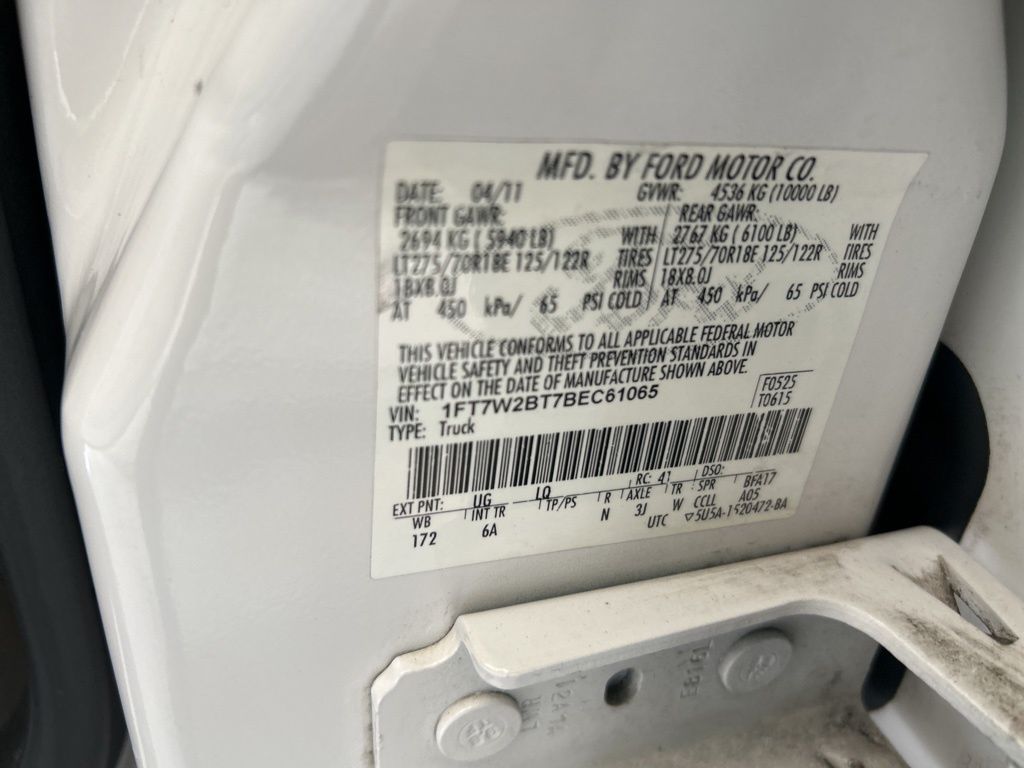 MFD. BY FORD MOTOR CO.
DATE: 04/11 GVWR: 4536 KG (10000 LB)
FRONT GAWR: REAR GAWR:
2694 KG ( 5940 LB) WITH 2767 KG ( 6100 LB) WITH
LT275/70R18E 125/122R TIRES LT275/70R18E 125/122R TIRES
18X8.0J RIMS 18X8.0J RIMS
AT 450 kPa/ 65 PSI COLD AT 450 kPa/ 65 PSI COLD
THIS VEHICLE CONFORMS TO ALL APPLICABLE FEDERAL MOTOR
VEHICLE SAFETY AND THEFT PREVENTION STANDARDS IN
EFFECT ON THE DATE OF MANUFACTURE SHOWN ABOVE.
VIN: 1FT7W2BT7BEC61065 F0525
TYPE: Truck T0615
EXT PNT: UG LQ RC: 41 DSO:
WB INT TR TP/PS R AXLE TR SPR BFA17
172 6A N 3J W CCLL A05
UTC ▽5U5A-1520472-BA